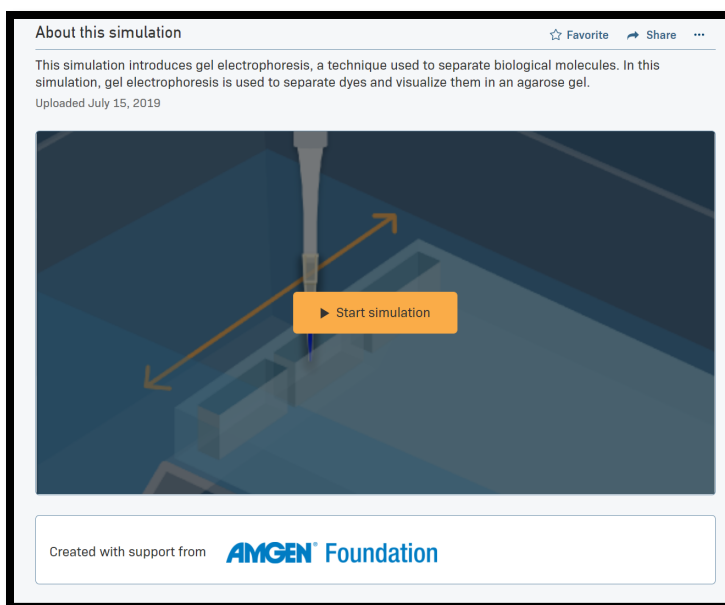 About this simulation
Favorite
Share
This simulation introduces gel electrophoresis, a technique used to separate biological molecules. In this
simulation, gel electrophoresis is used to separate dyes and visualize them in an agarose gel.
Uploaded July 15, 2019
Start simulation
Created with support from
AMGEN® Foundation